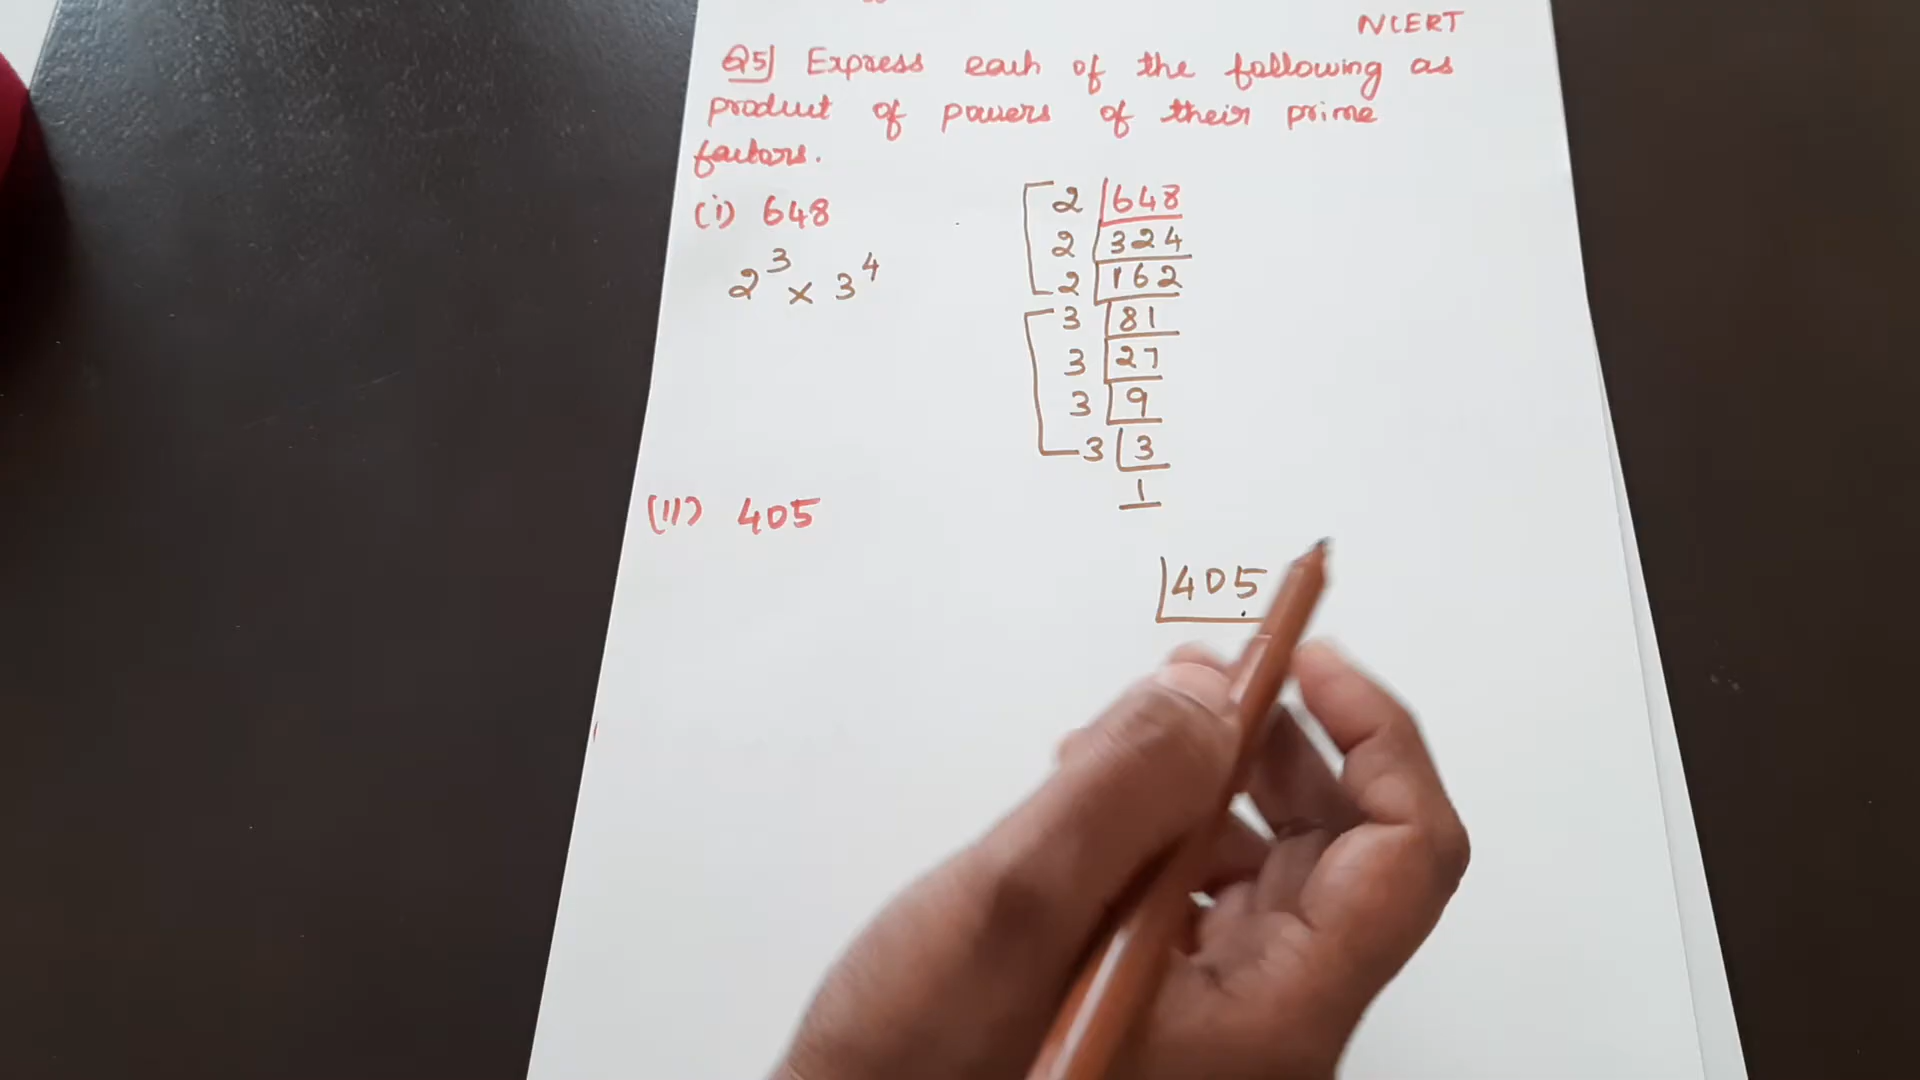 NCERT
Q5| Express each of the following as
product of powers of their prime
factors.
(i) 648
2³ × 3⁴
2 |648
2 |324
2 |162
3 |81
3 |27
3 |9
3 |3
1
(ii) 405
|405